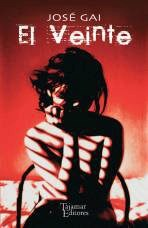 JOSÉ GAI
El Veinte
Tajamar
Editores